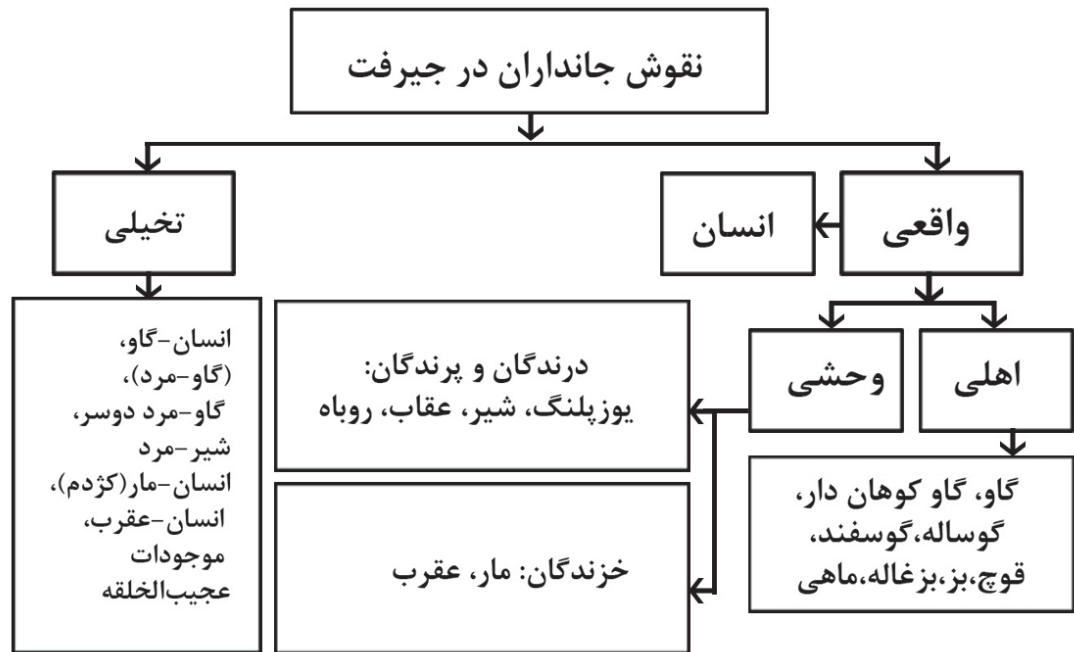 نقوش جانداران در جیرفت
واقعی
انسان
تخیلی
اهلی
وحشی
گاو، گاو کوهان دار،
گوساله،گوسفند،
قوچ،بز،بزغاله،ماهی
درندگان و پرندگان:
یوزپلنگ، شیر، عقاب، روباه
خزندگان: مار، عقرب
انسان-گاو،
(گاو-مرد)،
گاو-مرد دوسر،
شیر-مرد
انسان-مار(کژدم)،
انسان-عقرب،
موجودات
عجیب‌الخلقه